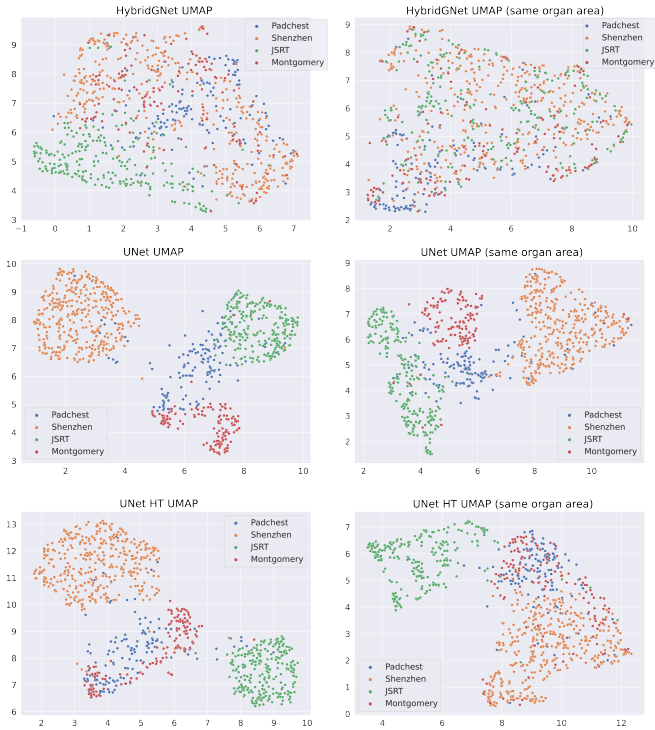 HybridGNet UMAP
Padchest
Shenzhen
JSRT
Montgomery
9
8
7
6
5
4
3
−1 0 1 2 3 4 5 6 7
HybridGNet UMAP (same organ area)
Padchest
Shenzhen
JSRT
Montgomery
9
8
7
6
5
4
3
2
2 4 6 8 10
UNet UMAP
10
9
8
7
6
5
4
3
Padchest
Shenzhen
JSRT
Montgomery
2 4 6 8 10
UNet UMAP (same organ area)
9
8
7
6
5
4
3
2
Padchest
Shenzhen
JSRT
Montgomery
2 4 6 8 10
UNet HT UMAP
Padchest
Shenzhen
JSRT
Montgomery
13
12
11
10
9
8
7
6
2 3 4 5 6 7 8 9 10
UNet HT UMAP (same organ area)
7
6
5
4
3
2
1
0
Padchest
Shenzhen
JSRT
Montgomery
4 6 8 10 12